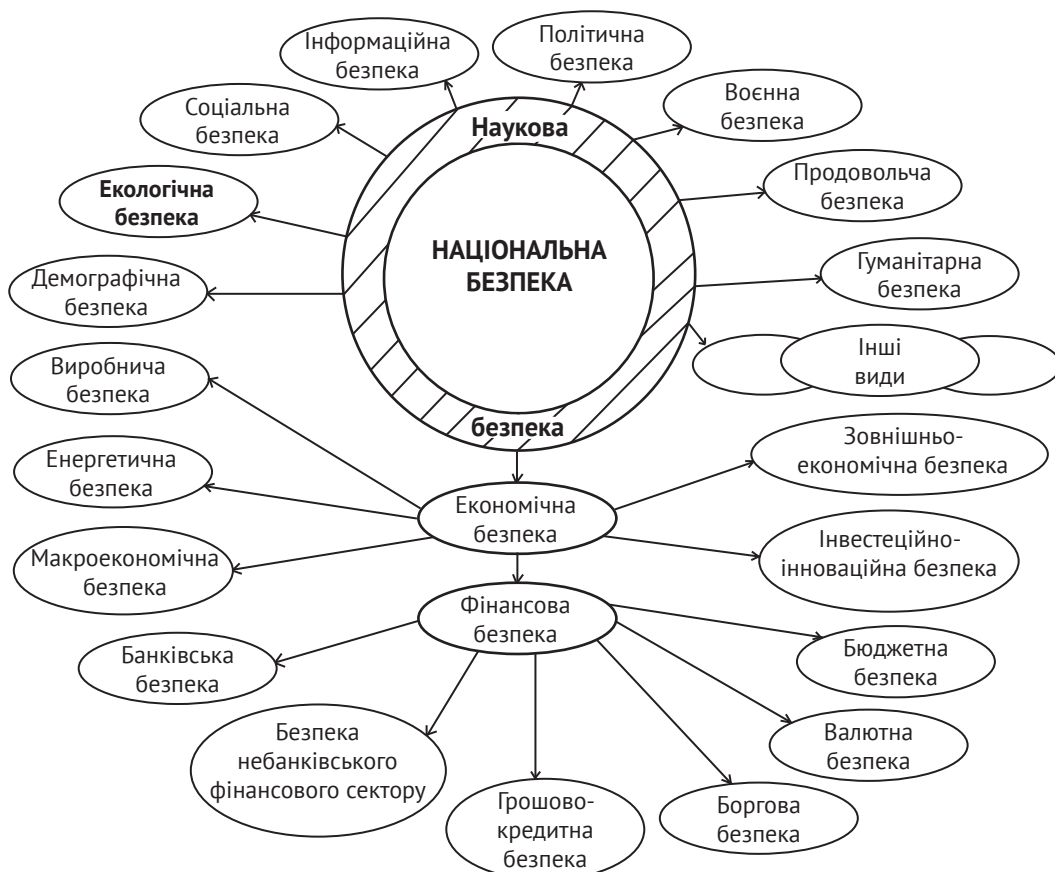 Інформаційна
безпека
Політична
безпека
Соціальна
безпека
Воєнна
безпека
Наукова
Екологічна
безпека
Продовольча
безпека
НАЦІОНАЛЬНА
БЕЗПЕКА
Демографічна
безпека
Гуманітарна
безпека
Виробнича
безпека
Інші
види
безпека
Енергетична
безпека
Економічна
безпека
Зовнішньо-
економічна безпека
Макроекономічна
безпека
Інвестеційно-
інноваційна безпека
Фінансова
безпека
Банківська
безпека
Бюджетна
безпека
Безпека
небанківського
фінансового сектору
Валютна
безпека
Грошово-
кредитна
безпека
Боргова
безпека